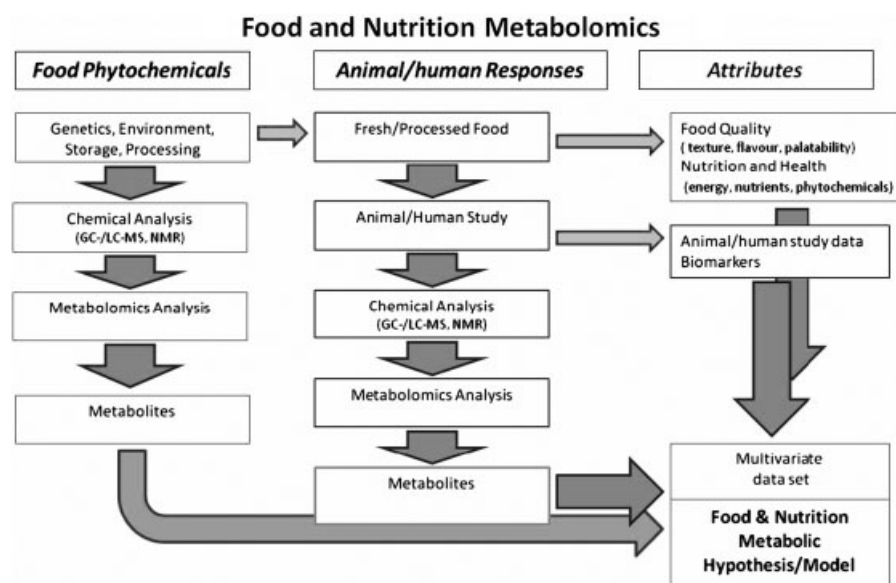 Food and Nutrition Metabolomics
Food Phytochemicals
Animal/human Responses
Attributes
Genetics, Environment,
Storage, Processing
Fresh/Processed Food
Food Quality
( texture, flavour, palatability)
Nutrition and Health
(energy, nutrients, phytochemicals)
Chemical Analysis
(GC-/LC-MS, NMR)
Animal/Human Study
Animal/human study data
Biomarkers
Metabolomics Analysis
Chemical Analysis
(GC-/LC-MS, NMR)
Metabolites
Metabolomics Analysis
Metabolites
Multivariate
data set
Food & Nutrition
Metabolic
Hypothesis/Model